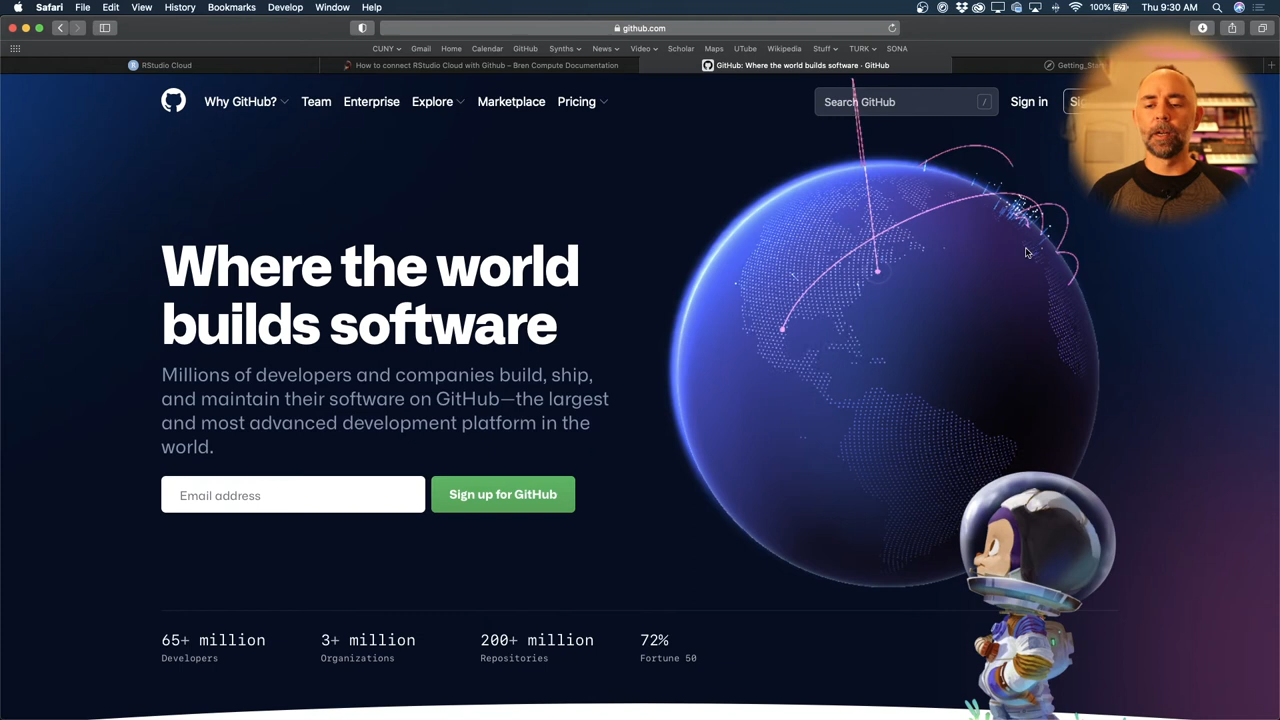 Safari File Edit View History Bookmarks Develop Window Help 100% Thu 9:30 AM
github.com
CUNY Gmail Home Calendar GitHub Synths News Video Scholar Maps UTube Wikipedia Stuff TURK SONA
RStudio Cloud How to connect RStudio Cloud with Github – Bren Compute Documentation GitHub: Where the world builds software · GitHub
Why GitHub? Team Enterprise Explore Marketplace Pricing Search GitHub / Sign in
Where the world
builds software
Millions of developers and companies build, ship,
and maintain their software on GitHub—the largest
and most advanced development platform in the
world.
Email address Sign up for GitHub
65+ million 3+ million 200+ million 72%
Developers Organizations Repositories Fortune 50